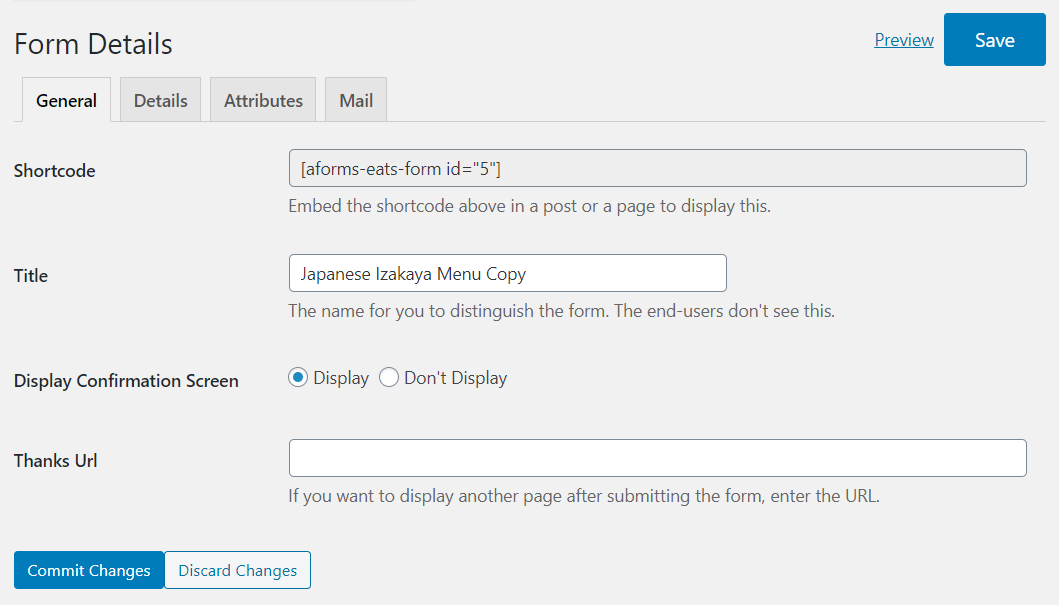 Form Details
Preview
Save
General
Details
Attributes
Mail
Shortcode
[aforms-eats-form id="5"]
Embed the shortcode above in a post or a page to display this.
Title
Japanese Izakaya Menu Copy
The name for you to distinguish the form. The end-users don't see this.
Display Confirmation Screen
Display
Don't Display
Thanks Url
If you want to display another page after submitting the form, enter the URL.
Commit Changes
Discard Changes